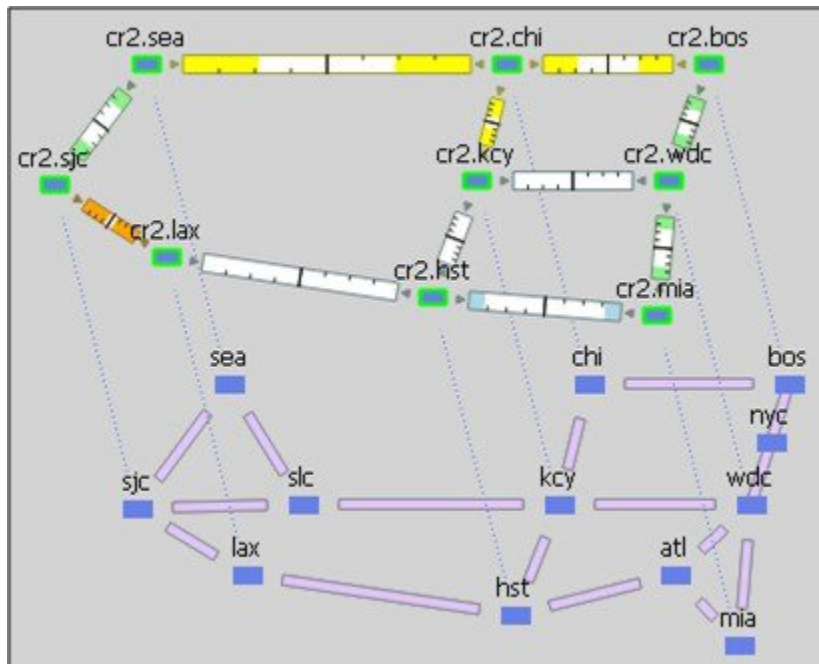 cr2.sea
cr2.chi
cr2.bos
cr2.sjc
cr2.kcy
cr2.wdc
cr2.lax
cr2.hst
cr2.mia
sea
chi
bos
nyc
sjc
slc
kcy
wdc
lax
atl
hst
mia